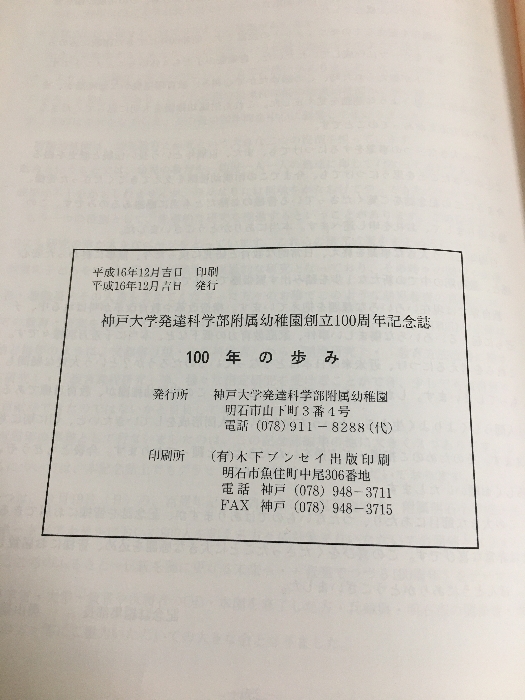 平成16年12月吉日　印刷
平成16年12月吉日　発行
神戸大学発達科学部附属幼稚園創立100周年記念誌
100 年 の 歩 み
発行所　神戸大学発達科学部附属幼稚園
明石市山下町3番4号
電話 (078) 911－8288 (代)
印刷所　(有)木下ブンセイ出版印刷
明石市魚住町中尾306番地
電話　神戸 (078) 948－3711
FAX　神戸 (078) 948－3715